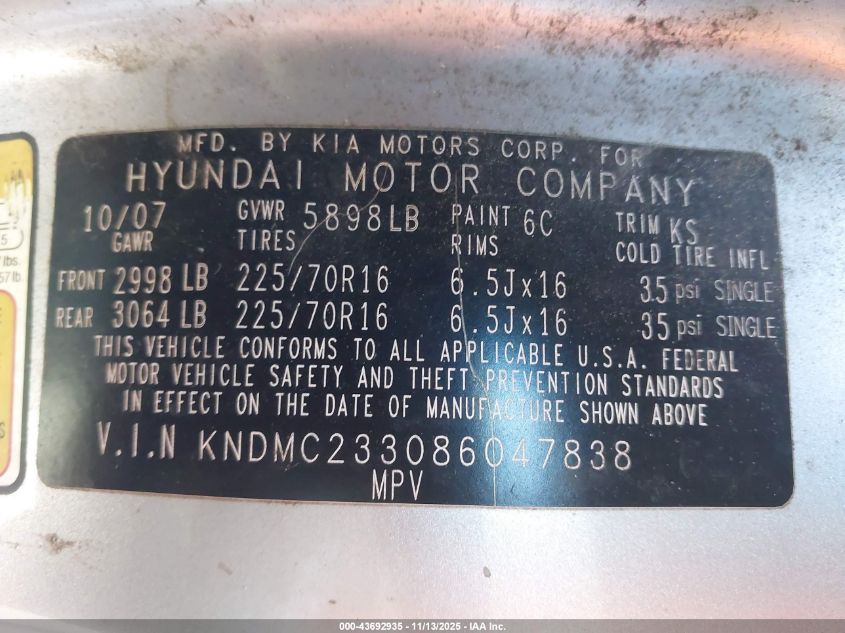 MFD. BY KIA MOTORS CORP. FOR
HYUNDAI MOTOR COMPANY
10/07 GVWR 5898LB PAINT 6C TRIM KS
GAWR TIRES RIMS COLD TIRE INFL
FRONT 2998 LB 225/70R16 6.5Jx16 35 psi SINGLE
REAR 3064 LB 225/70R16 6.5Jx16 35 psi SINGLE
THIS VEHICLE CONFORMS TO ALL APPLICABLE U.S.A. FEDERAL
MOTOR VEHICLE SAFETY AND THEFT PREVENTION STANDARDS
IN EFFECT ON THE DATE OF MANUFACTURE SHOWN ABOVE
V.I.N KNDMC233086047838
MPV
000-43692935 - 11/13/2025 - IAA Inc.